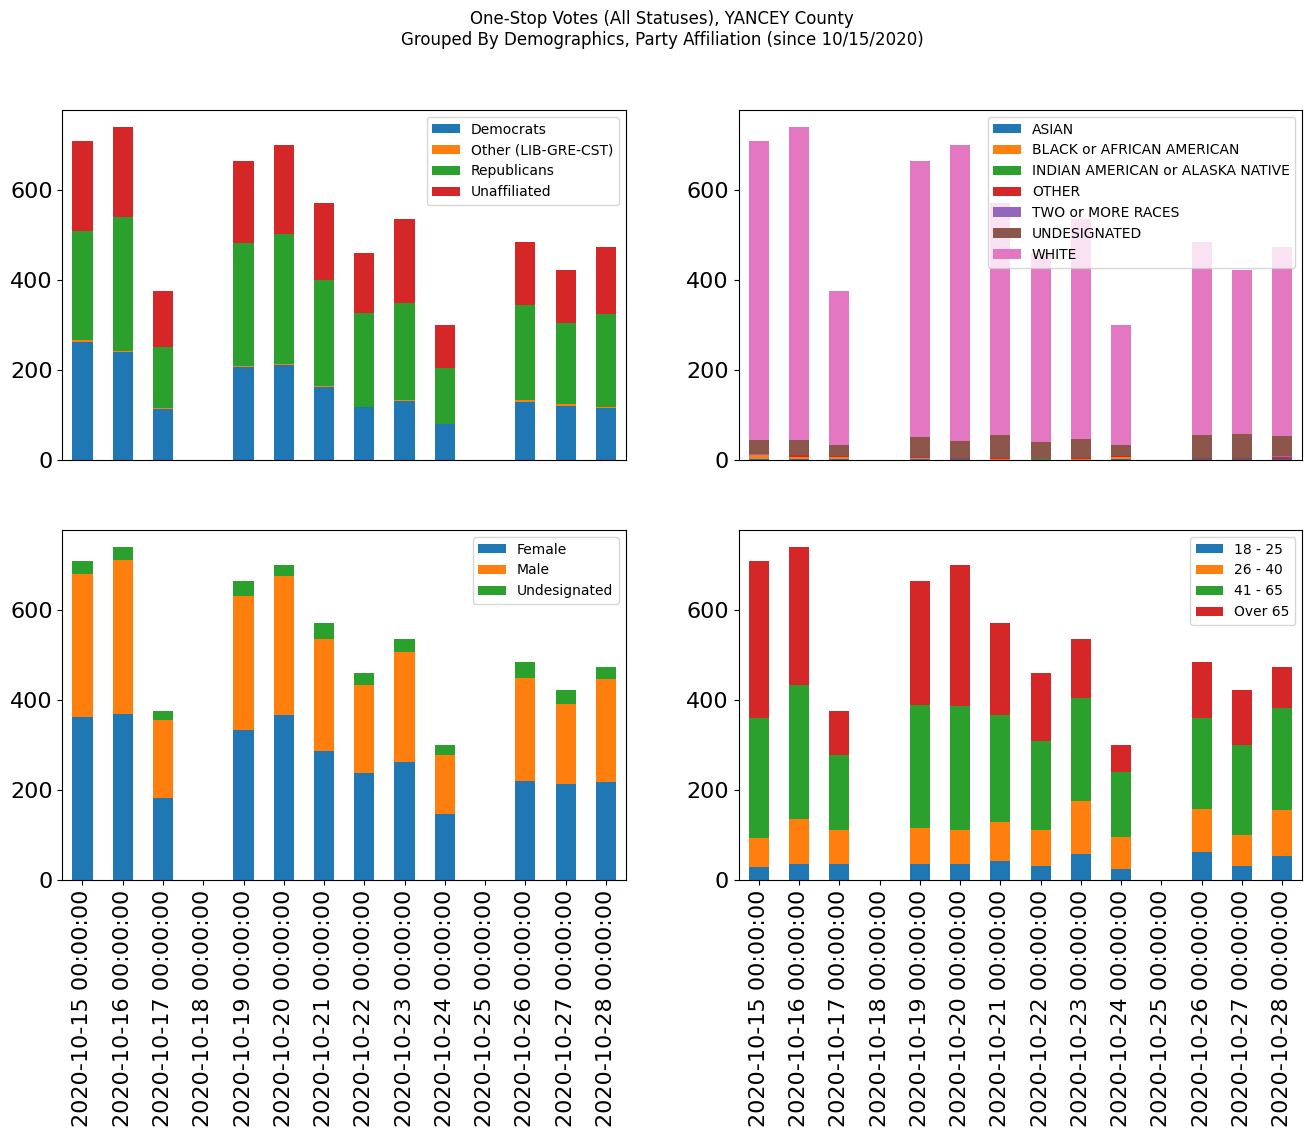 One-Stop Votes (All Statuses), YANCEY County
Grouped By Demographics, Party Affiliation (since 10/15/2020)
600
400
200
0
Democrats
Other (LIB-GRE-CST)
Republicans
Unaffiliated
600
400
200
0
ASIAN
BLACK or AFRICAN AMERICAN
INDIAN AMERICAN or ALASKA NATIVE
OTHER
TWO or MORE RACES
UNDESIGNATED
WHITE
600
400
200
0
Female
Male
Undesignated
2020-10-15 00:00:00
2020-10-16 00:00:00
2020-10-17 00:00:00
2020-10-18 00:00:00
2020-10-19 00:00:00
2020-10-20 00:00:00
2020-10-21 00:00:00
2020-10-22 00:00:00
2020-10-23 00:00:00
2020-10-24 00:00:00
2020-10-25 00:00:00
2020-10-26 00:00:00
2020-10-27 00:00:00
2020-10-28 00:00:00
600
400
200
0
18 - 25
26 - 40
41 - 65
Over 65
2020-10-15 00:00:00
2020-10-16 00:00:00
2020-10-17 00:00:00
2020-10-18 00:00:00
2020-10-19 00:00:00
2020-10-20 00:00:00
2020-10-21 00:00:00
2020-10-22 00:00:00
2020-10-23 00:00:00
2020-10-24 00:00:00
2020-10-25 00:00:00
2020-10-26 00:00:00
2020-10-27 00:00:00
2020-10-28 00:00:00